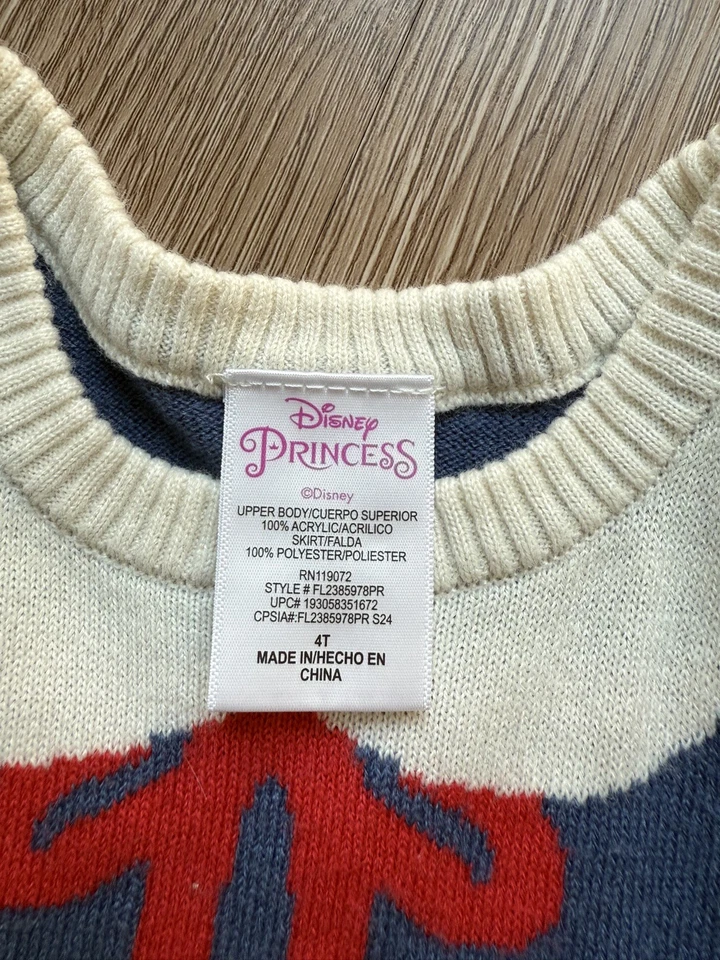 Disney
PRINCESS
©Disney
UPPER BODY/CUERPO SUPERIOR
100% ACRYLIC/ACRILICO
SKIRT/FALDA
100% POLYESTER/POLIESTER
RN119072
STYLE # FL2385978PR
UPC# 193058351672
CPSIA#:FL2385978PR S24
4T
MADE IN/HECHO EN
CHINA